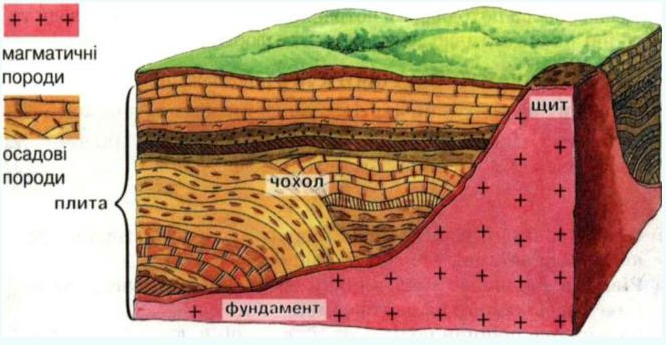 магматичні
породи
осадові
породи
плита
чохол
щит
фундамент